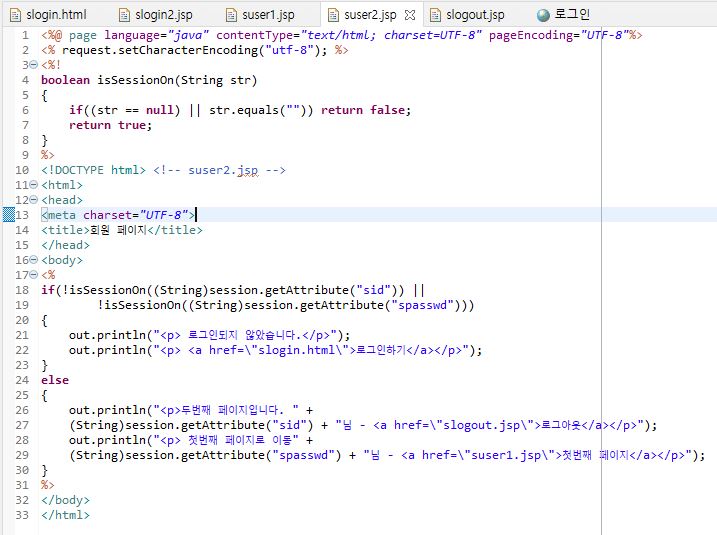 slogin.html slogin2.jsp suser1.jsp suser2.jsp slogout.jsp 로그인
1 <%@ page language="java" contentType="text/html; charset=UTF-8" pageEncoding="UTF-8"%>
2 <% request.setCharacterEncoding("utf-8"); %>
3 <%!
4 boolean isSessionOn(String str)
5 {
6     if((str == null) || str.equals("")) return false;
7     return true;
8 }
9 %>
10 <!DOCTYPE html> <!-- suser2.jsp -->
11 <html>
12 <head>
13 <meta charset="UTF-8">
14 <title>회원 페이지</title>
15 </head>
16 <body>
17 <%
18 if(!isSessionOn((String)session.getAttribute("sid")) ||
19         !isSessionOn((String)session.getAttribute("spasswd")))
20 {
21     out.println("<p> 로그인되지 않았습니다.</p>");
22     out.println("<p> <a href=\"slogin.html\">로그인하기</a></p>");
23 }
24 else
25 {
26     out.println("<p>두번째 페이지입니다. " +
27     (String)session.getAttribute("sid") + "님 - <a href=\"slogout.jsp\">로그아웃</a></p>");
28     out.println("<p> 첫번째 페이지로 이동" +
29     (String)session.getAttribute("spasswd") + "님 - <a href=\"suser1.jsp\">첫번째 페이지</a></p>");
30 }
31 %>
32 </body>
33 </html>